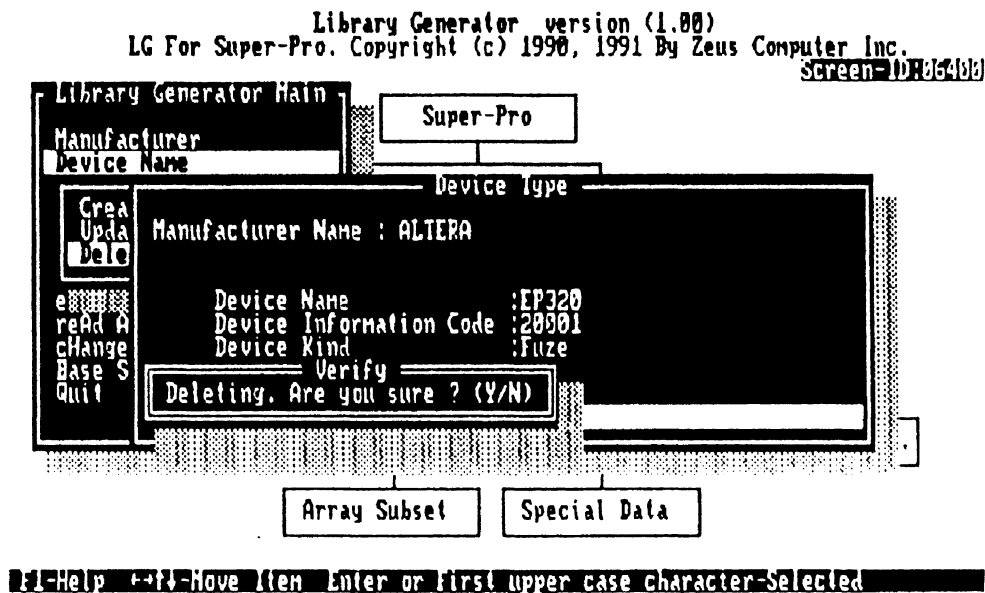 Library Generator version (1.00)
LG For Super-Pro. Copyright (c) 1990, 1991 By Zeus Computer Inc.
Screen-ID:06400
Library Generator Main
Super-Pro
Manufacturer
Device Name
Device Type
Crea
Upda
Dele
Manufacturer Name : ALTERA
Device Name :EP320
Device Information Code :20801
Device Kind :Fuze
e
reAd A
cHange
Base S
Quit
Verify
Deleting. Are you sure ? (Y/N)
Array Subset
Special Data
F1-Help ←→↑↓-Move Item Enter or First upper case character-Selected